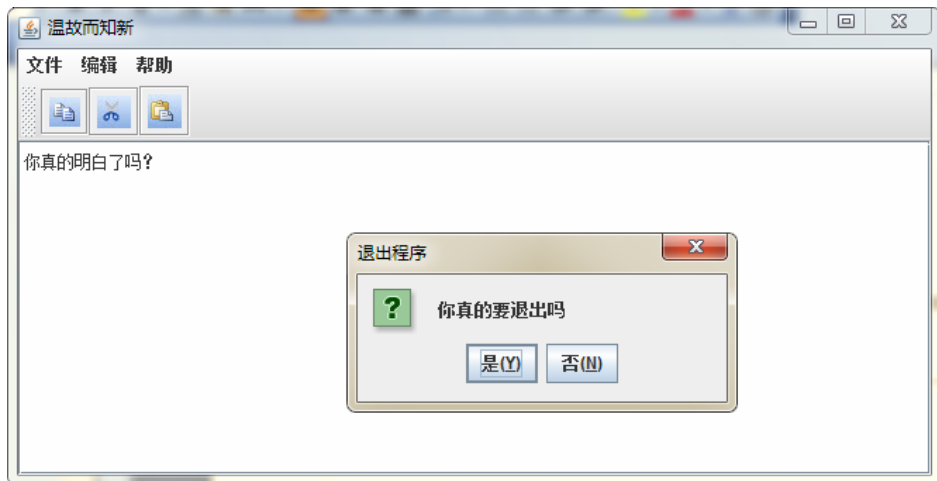 温故而知新
文件 编辑 帮助
你真的明白了吗?
退出程序
?
你真的要退出吗
是(Y) 否(N)